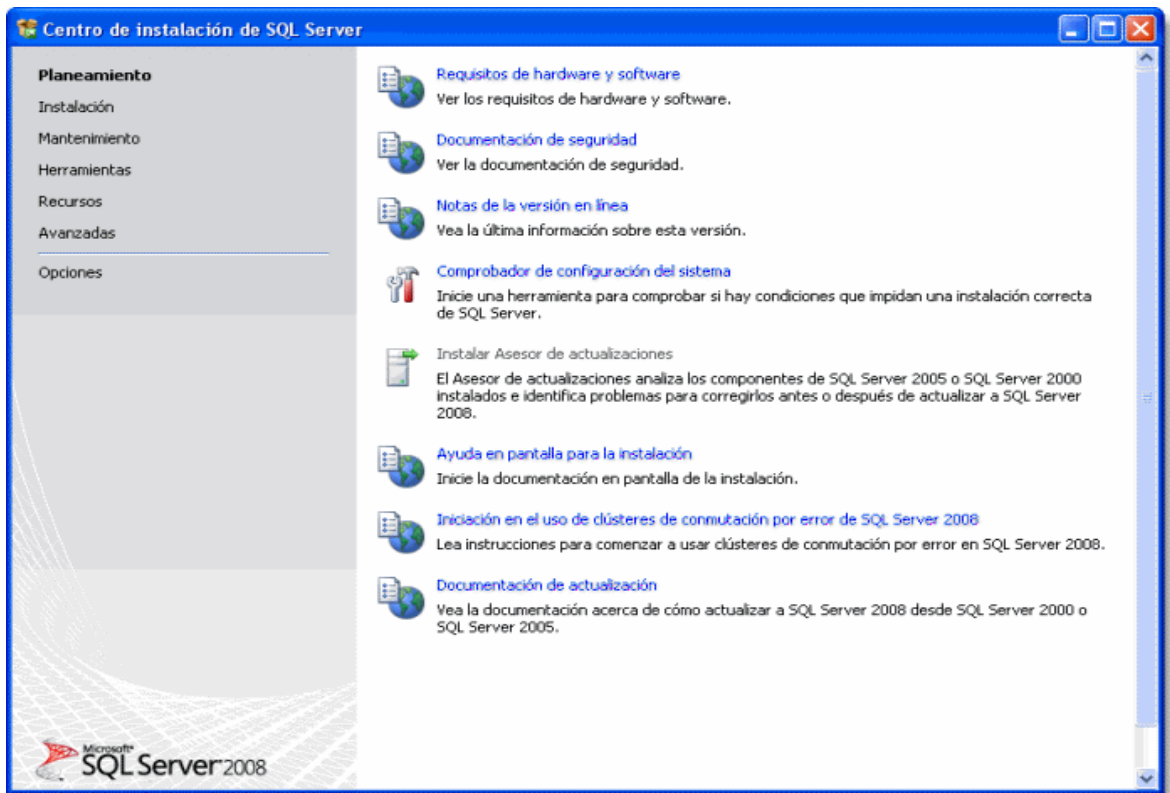 Centro de instalación de SQL Server
Planeamiento
Instalación
Mantenimiento
Herramientas
Recursos
Avanzadas
Opciones
Requisitos de hardware y software
Ver los requisitos de hardware y software.
Documentación de seguridad
Ver la documentación de seguridad.
Notas de la versión en línea
Vea la última información sobre esta versión.
Comprobador de configuración del sistema
Inicie una herramienta para comprobar si hay condiciones que impidan una instalación correcta
de SQL Server.
Instalar Asesor de actualizaciones
El Asesor de actualizaciones analiza los componentes de SQL Server 2005 o SQL Server 2000
instalados e identifica problemas para corregirlos antes o después de actualizar a SQL Server
2008.
Ayuda en pantalla para la instalación
Inicie la documentación en pantalla de la instalación.
Iniciación en el uso de clústeres de conmutación por error de SQL Server 2008
Lea instrucciones para comenzar a usar clústeres de conmutación por error en SQL Server 2008.
Documentación de actualización
Vea la documentación acerca de cómo actualizar a SQL Server 2008 desde SQL Server 2000 o
SQL Server 2005.
Microsoft®
SQL Server 2008